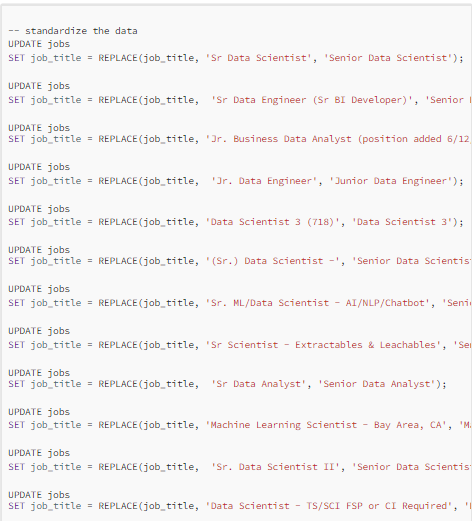 -- standardize the data
UPDATE jobs
SET job_title = REPLACE(job_title, 'Sr Data Scientist', 'Senior Data Scientist');
UPDATE jobs
SET job_title = REPLACE(job_title,  'Sr Data Engineer (Sr BI Developer)', 'Senior
UPDATE jobs
SET job_title = REPLACE(job_title, 'Jr. Business Data Analyst (position added 6/12
UPDATE jobs
SET job_title = REPLACE(job_title,  'Jr. Data Engineer', 'Junior Data Engineer');
UPDATE jobs
SET job_title = REPLACE(job_title, 'Data Scientist 3 (718)', 'Data Scientist 3');
UPDATE jobs
SET job_title = REPLACE(job_title, '(Sr.) Data Scientist -', 'Senior Data Scientis
UPDATE jobs
SET job_title = REPLACE(job_title, 'Sr. ML/Data Scientist - AI/NLP/Chatbot', 'Seni
UPDATE jobs
SET job_title = REPLACE(job_title, 'Sr Scientist - Extractables & Leachables', 'Se
UPDATE jobs
SET job_title = REPLACE(job_title,  'Sr Data Analyst', 'Senior Data Analyst');
UPDATE jobs
SET job_title = REPLACE(job_title, 'Machine Learning Scientist - Bay Area, CA', 'M
UPDATE jobs
SET job_title = REPLACE(job_title,  'Sr. Data Scientist II', 'Senior Data Scientis
UPDATE jobs
SET job_title = REPLACE(job_title, 'Data Scientist - TS/SCI FSP or CI Required', '